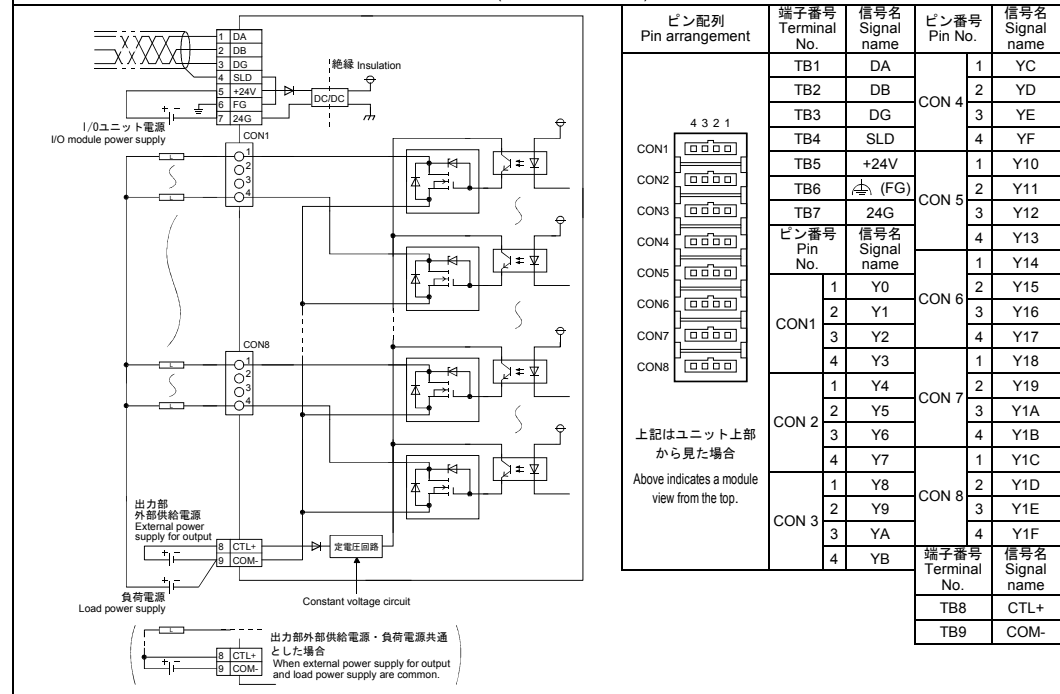 1 DA
2 DB
3 DG
4 SLD
5 +24V
6 FG
7 24G
絶縁 Insulation
DC/DC
I/Oユニット電源
I/O module power supply
CON1
1
2
3
4
L
L
CON8
1
2
3
4
L
L
出力部
外部供給電源
External power
supply for output
8 CTL+
9 COM-
定電圧回路
Constant voltage circuit
負荷電源
Load power supply
L
8 CTL+
9 COM-
出力部外部供給電源・負荷電源共通
とした場合
When external power supply for output
and load power supply are common.
ピン配列
Pin arrangement
4 3 2 1
CON1
CON2
CON3
CON4
CON5
CON6
CON7
CON8
上記はユニット上部
から見た場合
Above indicates a module
view from the top.
端子番号
Terminal
No.
信号名
Signal
name
TB1 DA
TB2 DB
TB3 DG
TB4 SLD
TB5 +24V
TB6 (FG)
TB7 24G
ピン番号
Pin
No.
信号名
Signal
name
CON1
1 Y0
2 Y1
3 Y2
4 Y3
CON 2
1 Y4
2 Y5
3 Y6
4 Y7
CON 3
1 Y8
2 Y9
3 YA
4 YB
ピン番号
Pin No.
信号名
Signal
name
CON 4
1 YC
2 YD
3 YE
4 YF
CON 5
1 Y10
2 Y11
3 Y12
4 Y13
CON 6
1 Y14
2 Y15
3 Y16
4 Y17
CON 7
1 Y18
2 Y19
3 Y1A
4 Y1B
CON 8
1 Y1C
2 Y1D
3 Y1E
4 Y1F
端子番号
Terminal
No.
信号名
Signal
name
TB8 CTL+
TB9 COM-